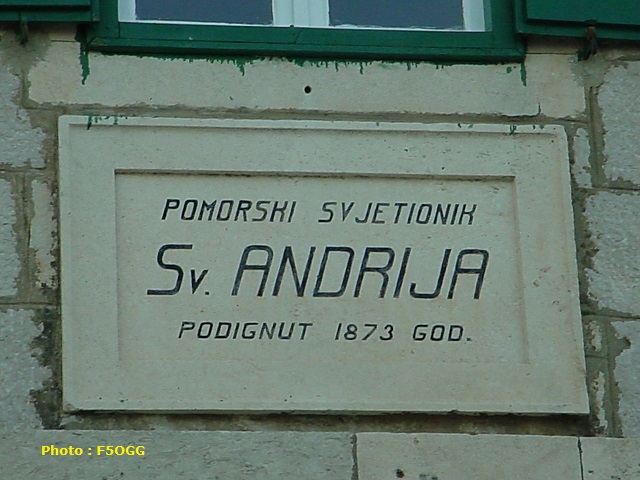 POMORSKI SVJETIONIK
Sv. ANDRIJA
PODIGNUT 1873 GOD.
Photo : F5OGG